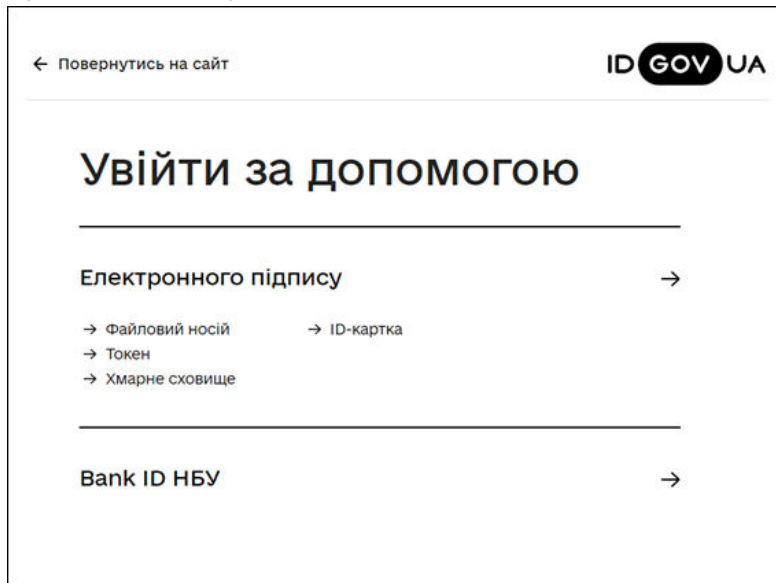 ← Повернутись на сайт
ID GOV UA
Увійти за допомогою
Електронного підпису →
→ Файловий носій → ID-картка
→ Токен
→ Хмарне сховище
Bank ID НБУ →